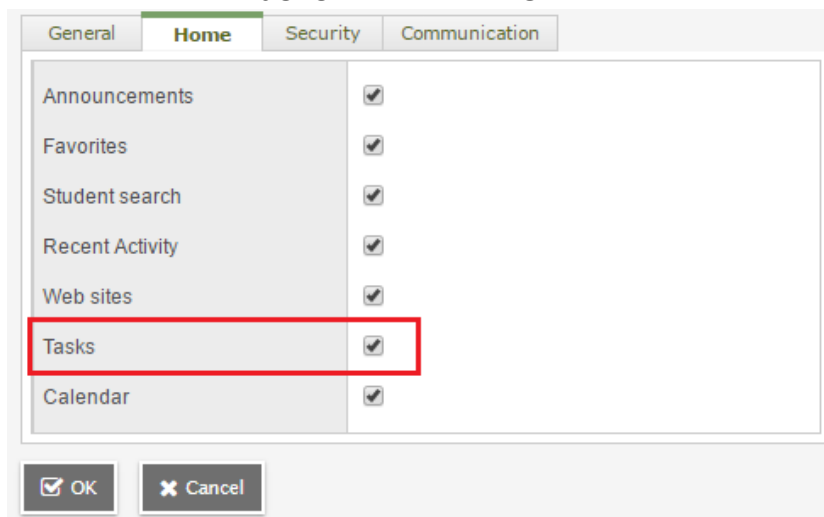 General Home Security Communication
Announcements
Favorites
Student search
Recent Activity
Web sites
Tasks
Calendar
OK Cancel